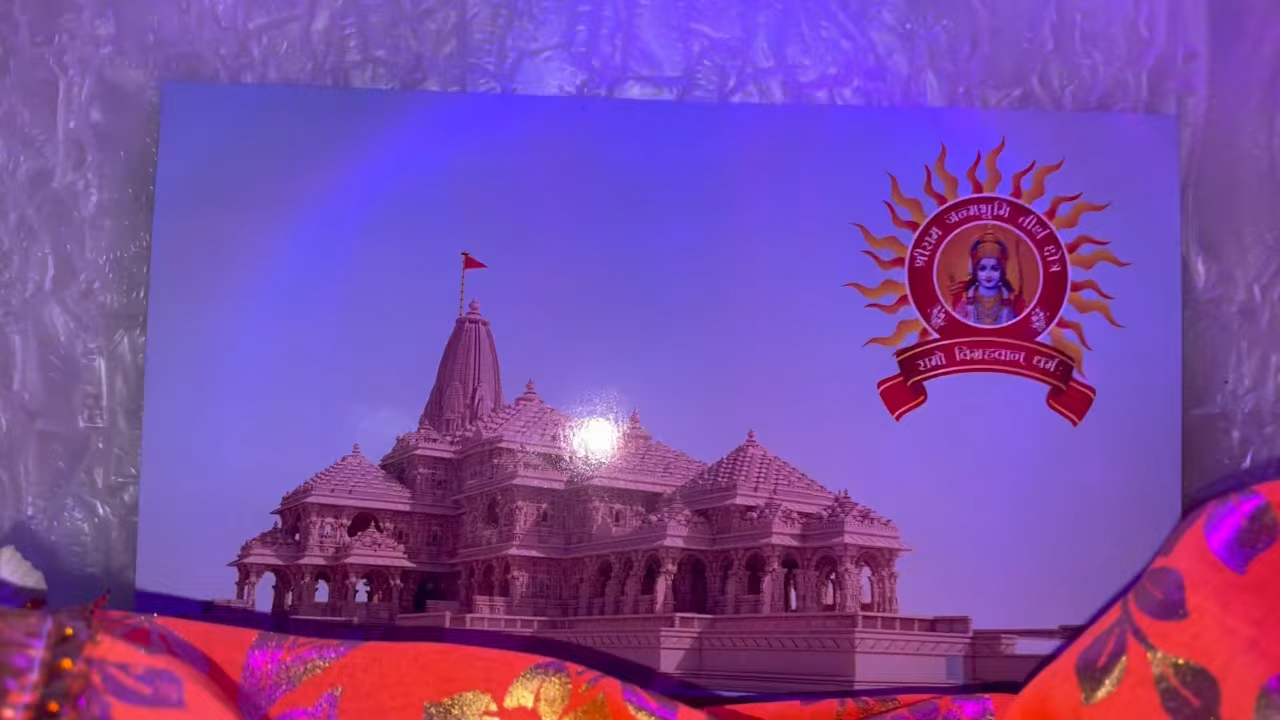 श्रीराम जन्मभूमि तीर्थ क्षेत्र
रामो विग्रहवान् धर्म: